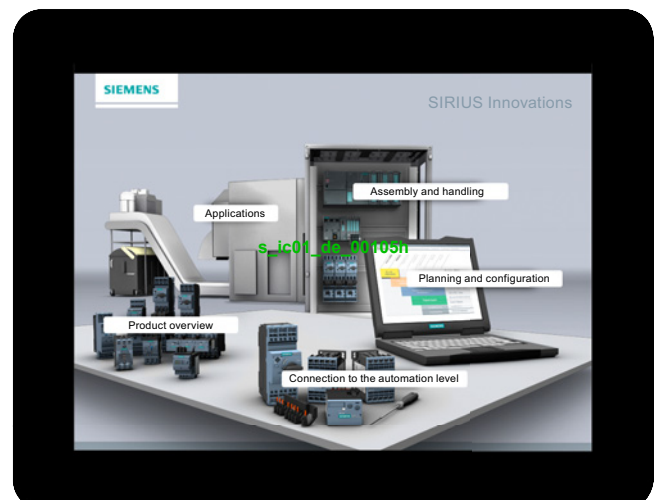 SIEMENS
SIRIUS Innovations
Assembly and handling
Applications
s_ic01_de_00105h
Planning and configuration
Product overview
Connection to the automation level